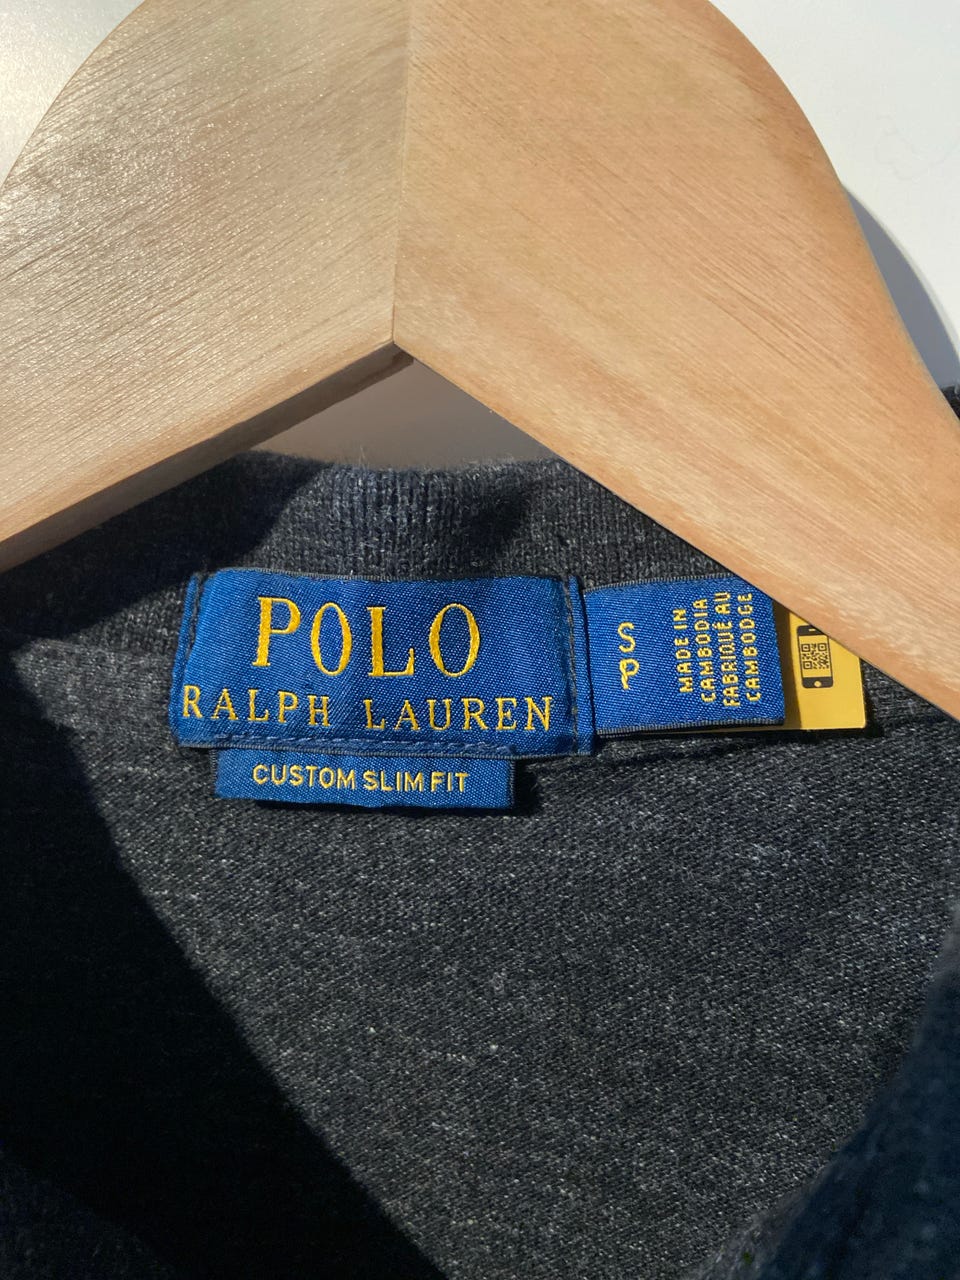 POLO
RALPH LAUREN
CUSTOM SLIM FIT
S
P
MADE IN
CAMBODIA
FABRIQUÉ AU
CAMBODGE